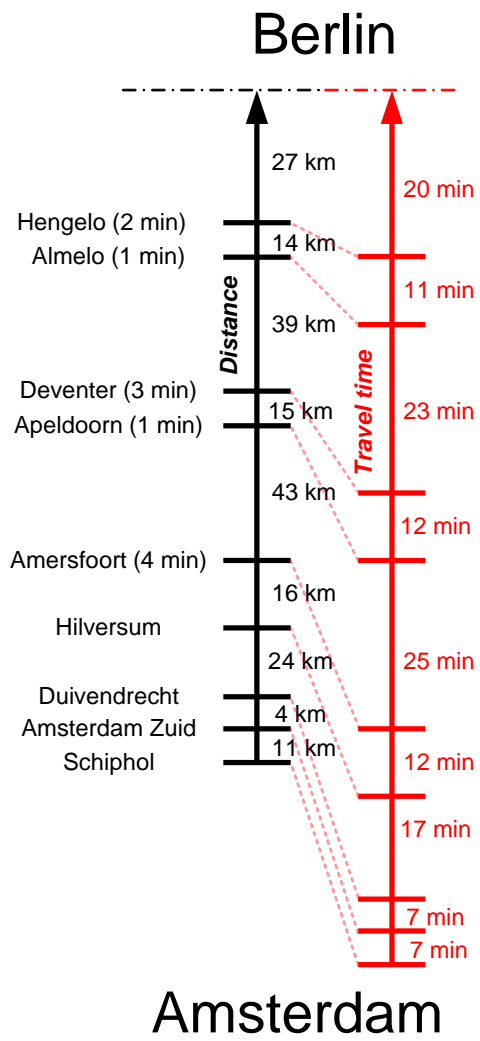 Berlin
27 km
20 min
Hengelo (2 min)
14 km
Almelo (1 min)
11 min
Distance
39 km
Travel time
Deventer (3 min)
15 km
23 min
Apeldoorn (1 min)
43 km
12 min
Amersfoort (4 min)
16 km
Hilversum
24 km
25 min
Duivendrecht
4 km
Amsterdam Zuid
11 km
12 min
Schiphol
17 min
7 min
7 min
Amsterdam